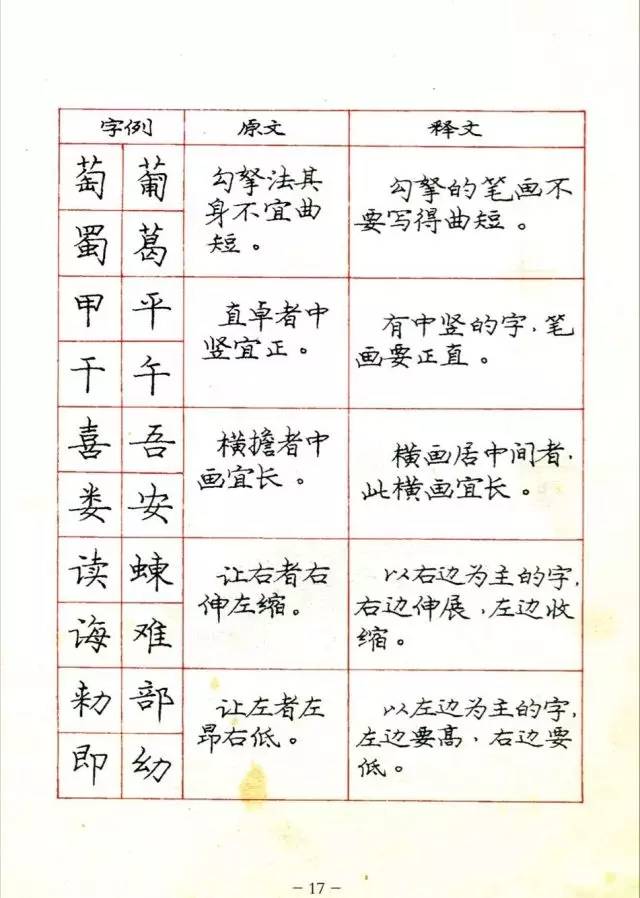 字例 原文 释文
萄 葡
蜀 葛
勾拏法其
身不宜曲
短。
勾拏的笔画不
要写得曲短。
甲 平
干 午
直卓者中
竖宜正。
有中竖的字,笔
画要正直。
喜 吾
娄 安
横担者中
画宜长。
横画居中间者,
此横画宜长。
读 蝀
诲 难
让右者右
伸左缩。
以右边为主的字,
右边伸展,左边收
缩。
勑 部
即 幼
让左者左
昂右低。
以左边为主的字,
左边要高,右边要
低。
– 17 –